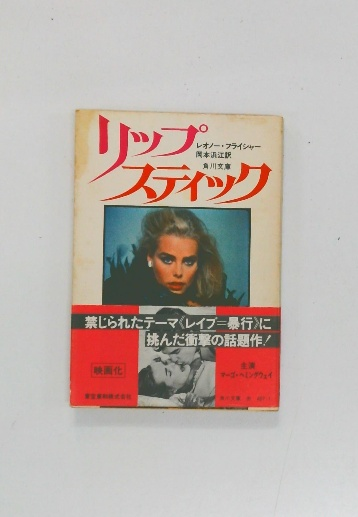 リップ
スティック
レオノー・フライシャー
岡本浜江訳
角川文庫
禁じられたテーマ《レイプ=暴行》に
挑んだ衝撃の話題作!
映画化
主演
マーゴ・ヘミングウェイ